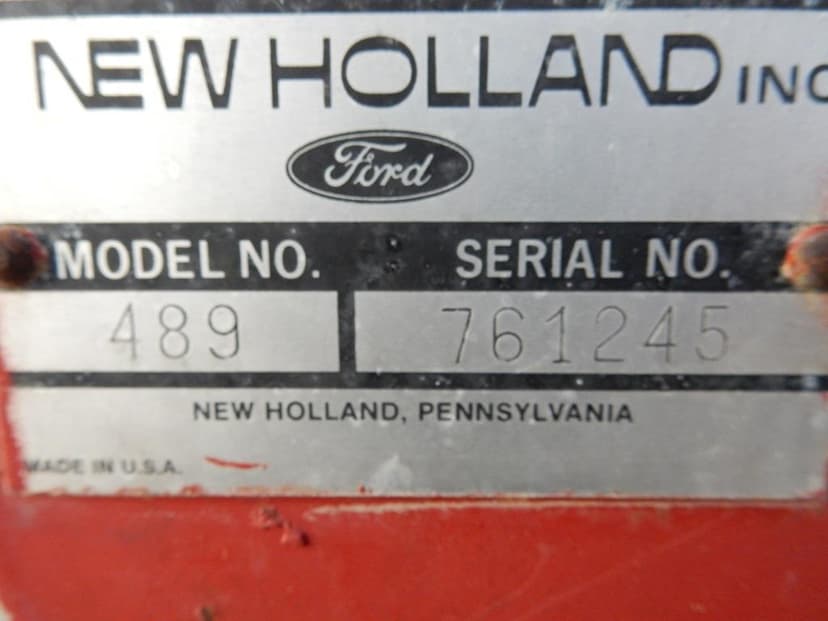 NEW HOLLAND INC
Ford
MODEL NO. SERIAL NO.
489 761245
NEW HOLLAND, PENNSYLVANIA
MADE IN U.S.A.